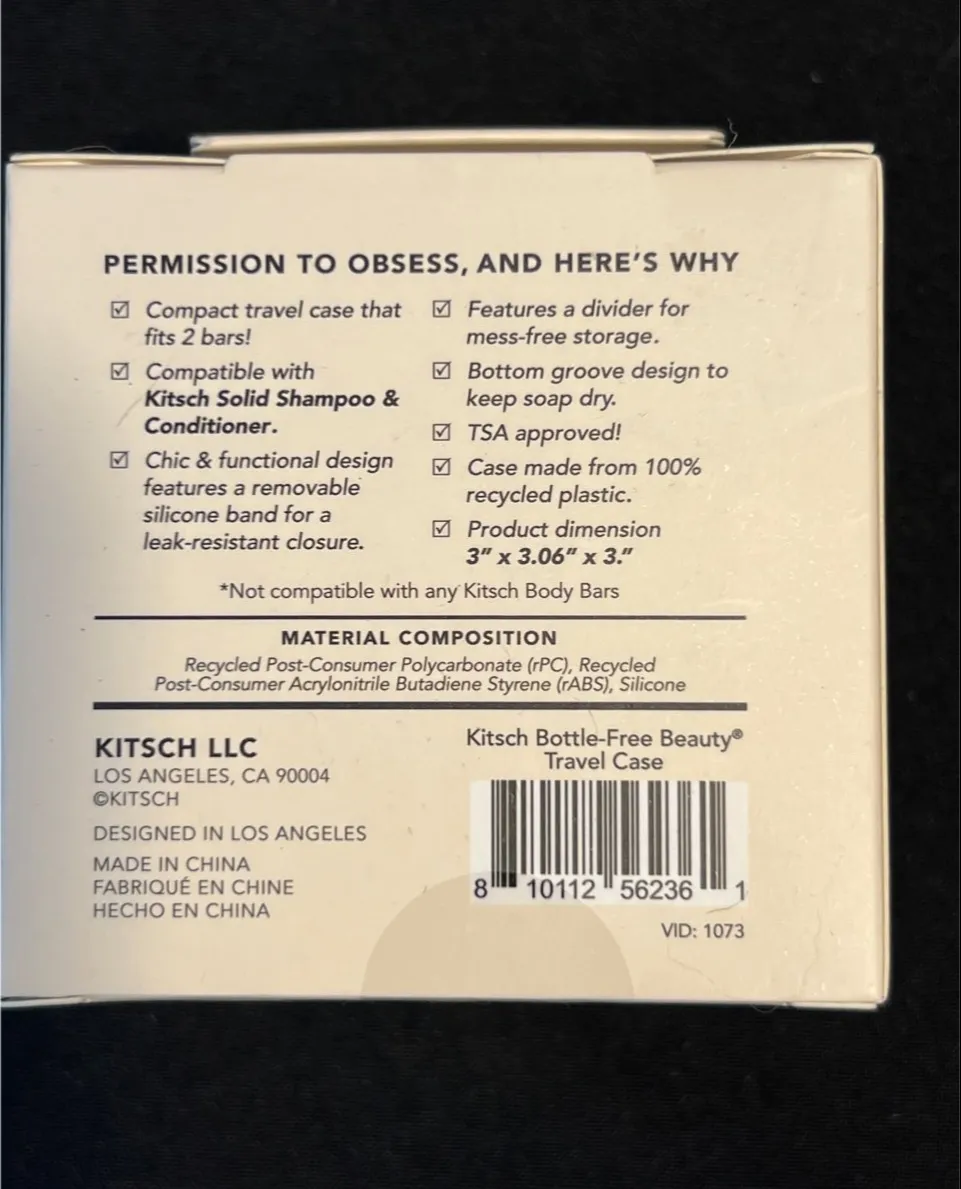 PERMISSION TO OBSESS, AND HERE'S WHY
☑ Compact travel case that
fits 2 bars!
☑ Compatible with
Kitsch Solid Shampoo &
Conditioner.
☑ Chic & functional design
features a removable
silicone band for a
leak-resistant closure.
☑ Features a divider for
mess-free storage.
☑ Bottom groove design to
keep soap dry.
☑ TSA approved!
☑ Case made from 100%
recycled plastic.
☑ Product dimension
3" x 3.06" x 3."
*Not compatible with any Kitsch Body Bars
MATERIAL COMPOSITION
Recycled Post-Consumer Polycarbonate (rPC), Recycled
Post-Consumer Acrylonitrile Butadiene Styrene (rABS), Silicone
KITSCH LLC
LOS ANGELES, CA 90004
©KITSCH
DESIGNED IN LOS ANGELES
MADE IN CHINA
FABRIQUÉ EN CHINE
HECHO EN CHINA
Kitsch Bottle-Free Beauty®
Travel Case
8 10112 56236 1
VID: 1073